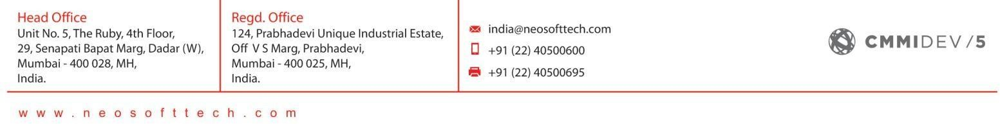 Head Office
Unit No. 5, The Ruby, 4th Floor,
29, Senapati Bapat Marg, Dadar (W),
Mumbai - 400 028, MH,
India.
Regd. Office
124, Prabhadevi Unique Industrial Estate,
Off V S Marg, Prabhadevi,
Mumbai - 400 025, MH,
India.
india@neosofttech.com
+91 (22) 40500600
+91 (22) 40500695
CMMIDEV/5
www.neosofttech.com